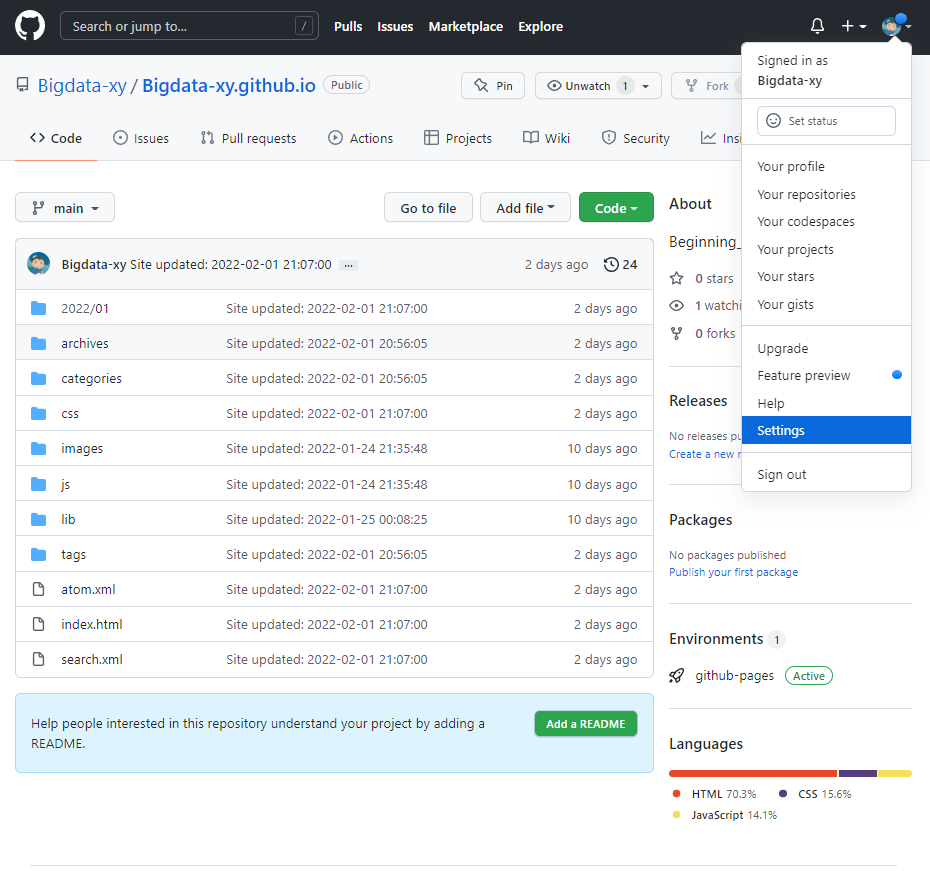 Search or jump to... /
Pulls Issues Marketplace Explore
Signed in as
Bigdata-xy
Set status
Your profile
Your repositories
Your codespaces
Your projects
Your stars
Your gists
Upgrade
Feature preview
Help
Settings
Sign out
Bigdata-xy / Bigdata-xy.github.io Public
Pin Unwatch 1 Fork
Code Issues Pull requests Actions Projects Wiki Security Insi
main Go to file Add file Code
Bigdata-xy Site updated: 2022-02-01 21:07:00 ... 2 days ago 24
2022/01 Site updated: 2022-02-01 21:07:00 2 days ago
archives Site updated: 2022-02-01 20:56:05 2 days ago
categories Site updated: 2022-02-01 20:56:05 2 days ago
css Site updated: 2022-02-01 21:07:00 2 days ago
images Site updated: 2022-01-24 21:35:48 10 days ago
js Site updated: 2022-01-24 21:35:48 10 days ago
lib Site updated: 2022-01-25 00:08:25 10 days ago
tags Site updated: 2022-02-01 20:56:05 2 days ago
atom.xml Site updated: 2022-02-01 21:07:00 2 days ago
index.html Site updated: 2022-02-01 21:07:00 2 days ago
search.xml Site updated: 2022-02-01 21:07:00 2 days ago
Help people interested in this repository understand your project by adding a
README.
Add a README
About
Beginning_
0 stars
1 watchi
0 forks
Releases
No releases pu
Create a new r
Packages
No packages published
Publish your first package
Environments 1
github-pages Active
Languages
HTML 70.3% CSS 15.6%
JavaScript 14.1%